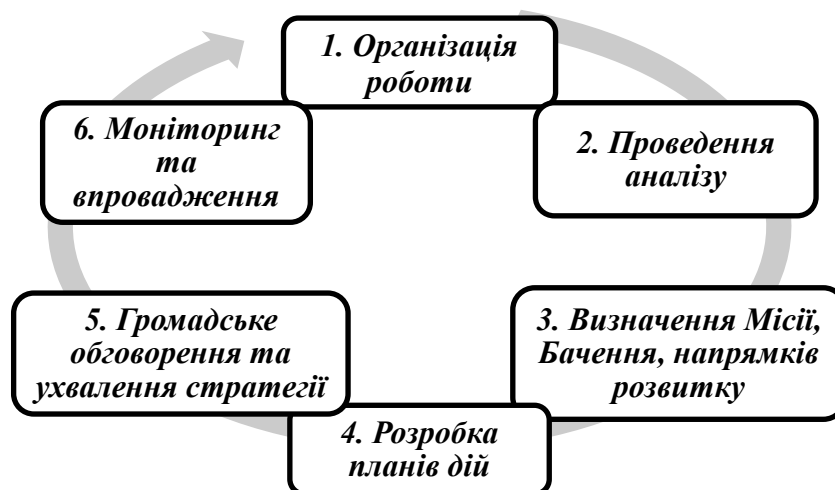 1. Організація
роботи
2. Проведення
аналізу
3. Визначення Місії,
Бачення, напрямків
розвитку
4. Розробка
планів дій
5. Громадське
обговорення та
ухвалення стратегії
6. Моніторинг
та
впровадження